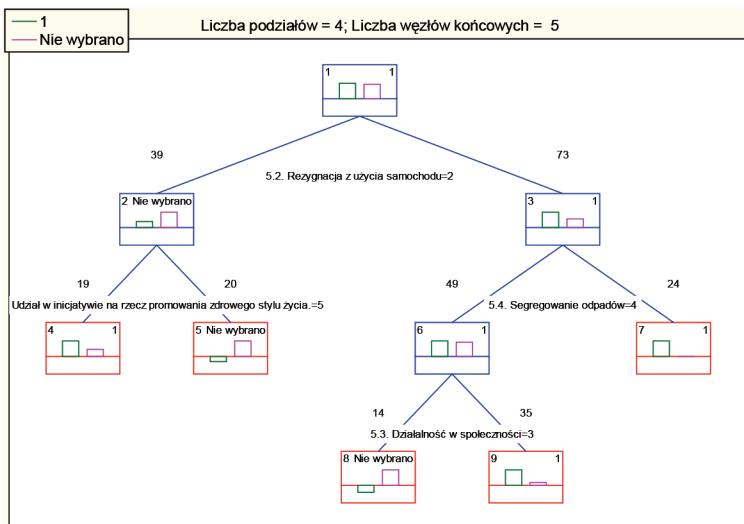 1
Nie wybrano
Liczba podziałów = 4; Liczba węzłów końcowych = 5
1 1
39 73
5.2. Rezygnacja z użycia samochodu=2
2 Nie wybrano
3 1
19 20 49 24
Udział w inicjatywie na rzecz promowania zdrowego stylu życia.=5
5.4. Segregowanie odpadów=4
4 1
5 Nie wybrano
6 1
7 1
14 35
5.3. Działalność w społeczności=3
8 Nie wybrano
9 1